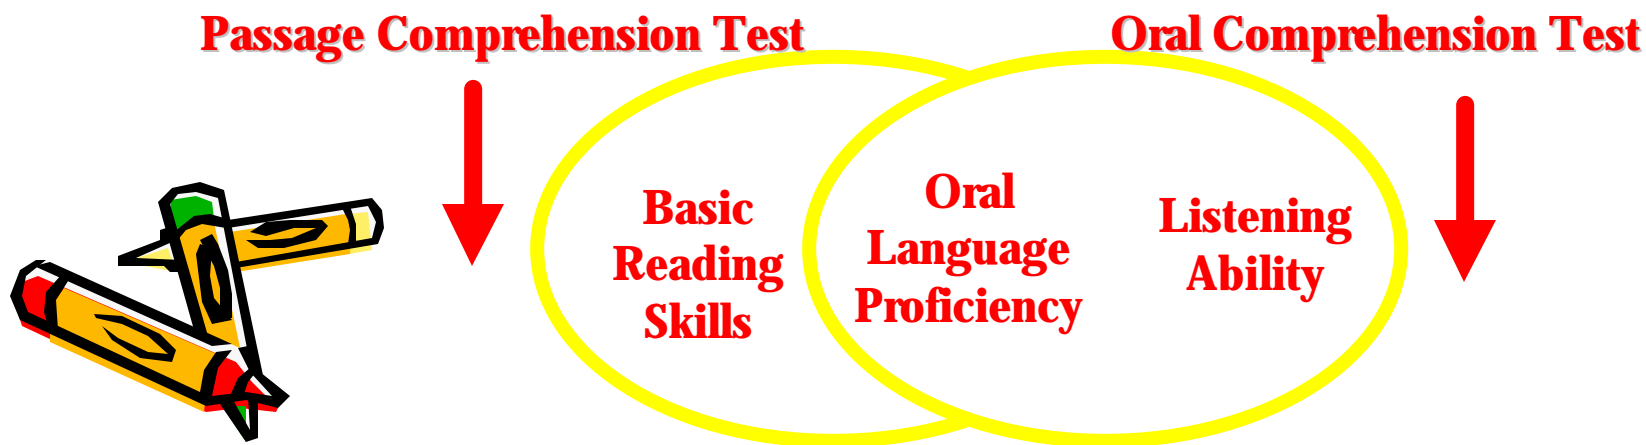 Passage Comprehension Test
Oral Comprehension Test
Basic
Reading
Skills
Oral
Language
Proficiency
Listening
Ability